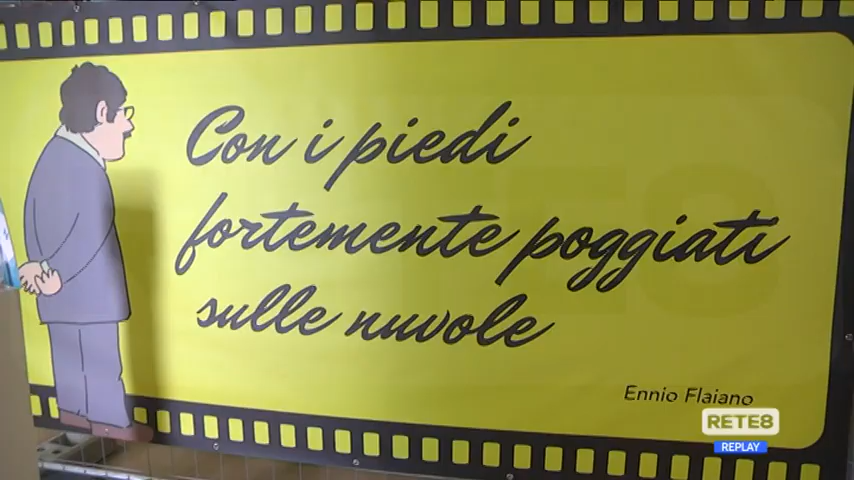 Con i piedi
fortemente poggiati
sulle nuvole
Ennio Flaiano
RETE8
REPLAY